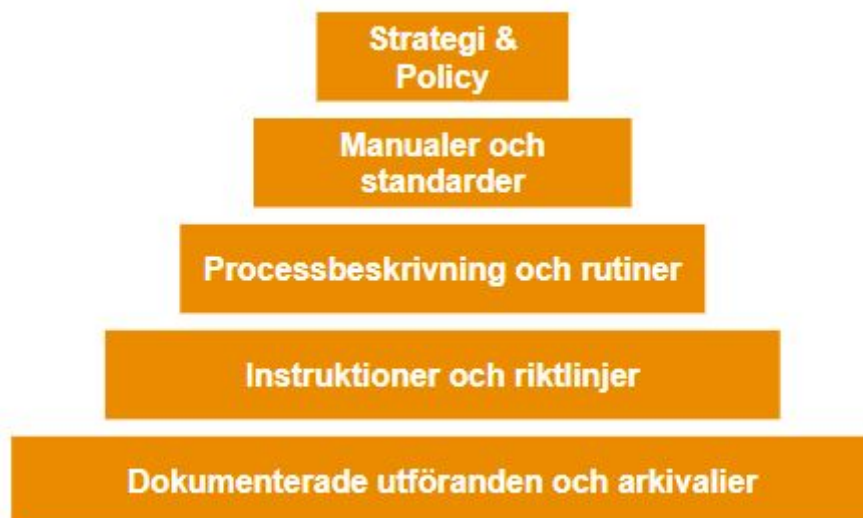 Strategi &
Policy
Manualer och
standarder
Processbeskrivning och rutiner
Instruktioner och riktlinjer
Dokumenterade utföranden och arkivalier